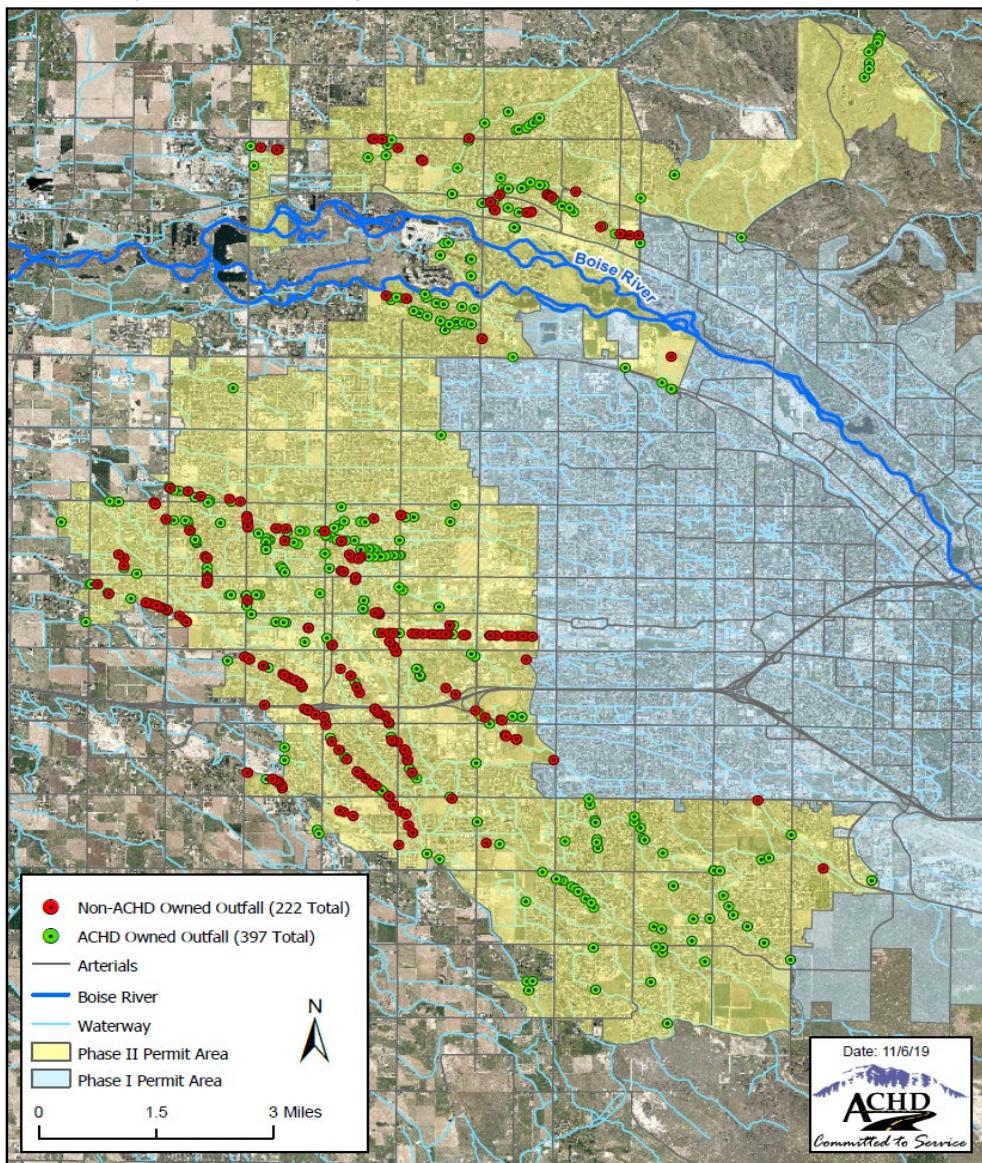 Boise River
Non-ACHD Owned Outfall (222 Total)
ACHD Owned Outfall (397 Total)
Arterials
Boise River
Waterway
Phase II Permit Area
Phase I Permit Area
N
0 1.5 3 Miles
Date: 11/6/19
ACHD
Committed to Service